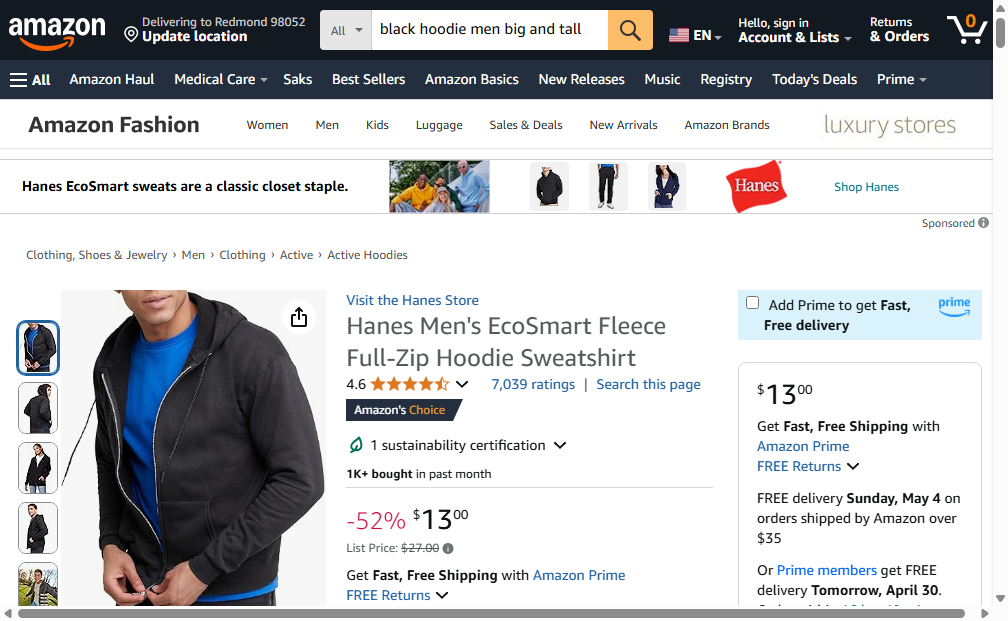 amazon
Delivering to Redmond 98052
Update location
All
black hoodie men big and tall
EN
Hello, sign in
Account & Lists
Returns
& Orders
0
All
Amazon Haul
Medical Care
Saks
Best Sellers
Amazon Basics
New Releases
Music
Registry
Today's Deals
Prime
Amazon Fashion
Women
Men
Kids
Luggage
Sales & Deals
New Arrivals
Amazon Brands
luxury stores
Hanes EcoSmart sweats are a classic closet staple.
Hanes
Shop Hanes
Sponsored
Clothing, Shoes & Jewelry › Men › Clothing › Active › Active Hoodies
Visit the Hanes Store
Hanes Men's EcoSmart Fleece
Full-Zip Hoodie Sweatshirt
4.6
7,039 ratings | Search this page
Amazon's Choice
1 sustainability certification
1K+ bought in past month
-52% $1300
List Price: $27.00
Get Fast, Free Shipping with Amazon Prime
FREE Returns
Add Prime to get Fast,
Free delivery
prime
$1300
Get Fast, Free Shipping with
Amazon Prime
FREE Returns
FREE delivery Sunday, May 4 on
orders shipped by Amazon over
$35
Or Prime members get FREE
delivery Tomorrow, April 30.